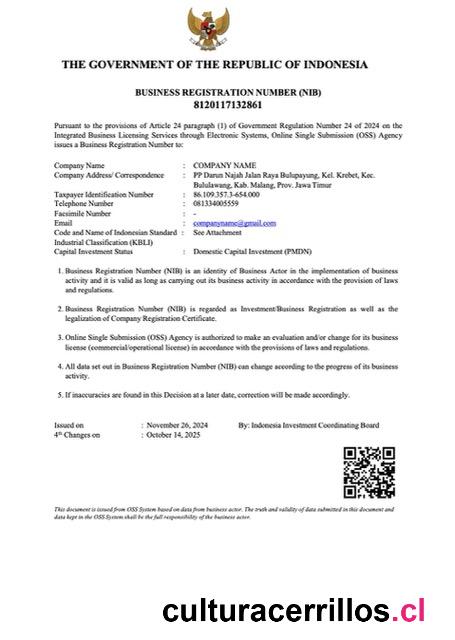 THE GOVERNMENT OF THE REPUBLIC OF INDONESIA
BUSINESS REGISTRATION NUMBER (NIB)
8120117132861
Pursuant to the provisions of Article 24 paragraph (1) of Government Regulation Number 24 of 2024 on the
Integrated Business Licensing Services through Electronic Systems, Online Single Submission (OSS) Agency
issues a Business Registration Number to:
Company Name : COMPANY NAME
Company Address/ Correspondence : PP Darun Najah Jalan Raya Bulupayung, Kel. Krebet, Kec.
Bululawang, Kab. Malang, Prov. Jawa Timur
Taxpayer Identification Number : 86.109.357.3-654.000
Telephone Number : 081334005559
Facsimile Number : -
Email : companyname@gmail.com
Code and Name of Indonesian Standard : See Attachment
Industrial Classification (KBLI)
Capital Investment Status : Domestic Capital Investment (PMDN)
1. Business Registration Number (NIB) is an identity of Business Actor in the implementation of business
activity and it is valid as long as carrying out its business activity in accordance with the provision of laws
and regulations.
2. Business Registration Number (NIB) is regarded as Investment/Business Registration as well as the
legalization of Company Registration Certificate.
3. Online Single Submission (OSS) Agency is authorized to make an evaluation and/or change for its business
license (commercial/operational license) in accordance with the provisions of laws and regulations.
4. All data set out in Business Registration Number (NIB) can change according to the progress of its business
activity.
5. If inaccuracies are found in this Decision at a later date, correction will be made accordingly.
Issued on : November 26, 2024 By: Indonesia Investment Coordinating Board
4th Changes on : October 14, 2025
This document is issued from OSS System based on data from business actor. The truth and validity of data submitted in this document and
data kept in the OSS System shall be the full responsibility of the business actor.
culturacerrillos.cl